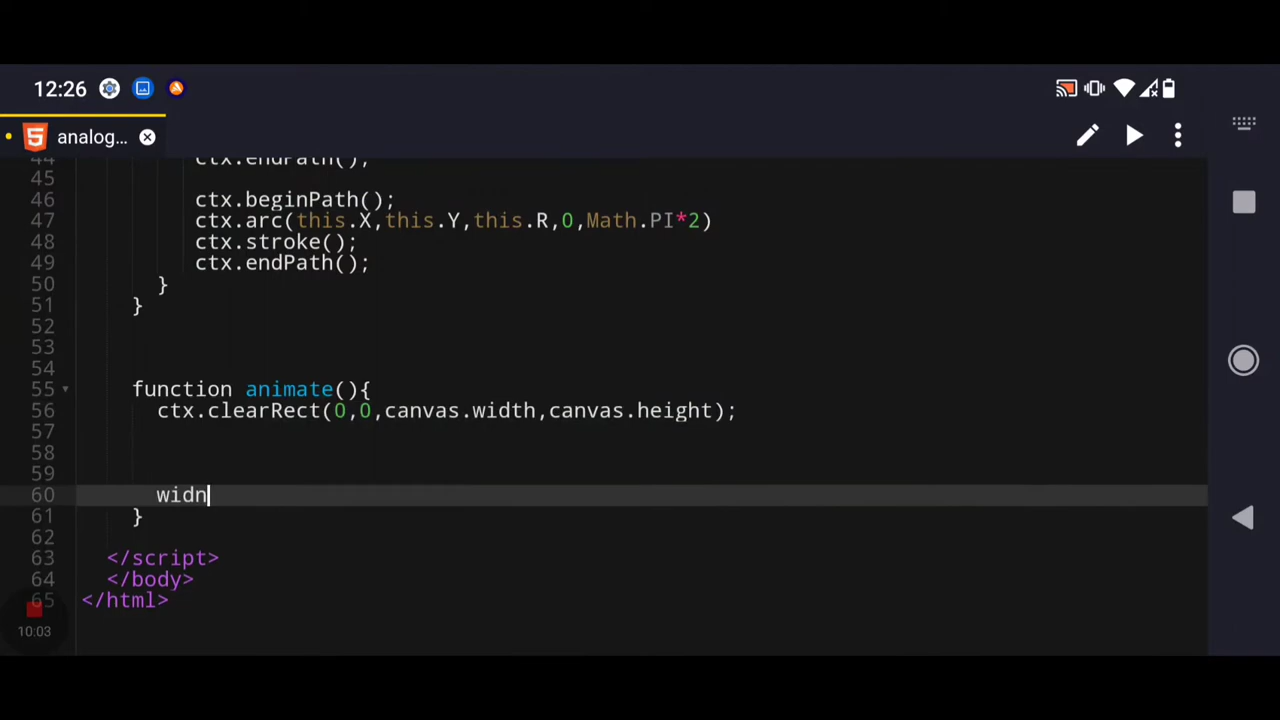 12:26
analog...
44 ctx.endPath();
45
46 ctx.beginPath();
47 ctx.arc(this.X,this.Y,this.R,0,Math.PI*2)
48 ctx.stroke();
49 ctx.endPath();
50 }
51 }
52
53
54
55 function animate(){
56 ctx.clearRect(0,0,canvas.width,canvas.height);
57
58
59
60 widn
61 }
62
63 </script>
64 </body>
65 </html>
10:03